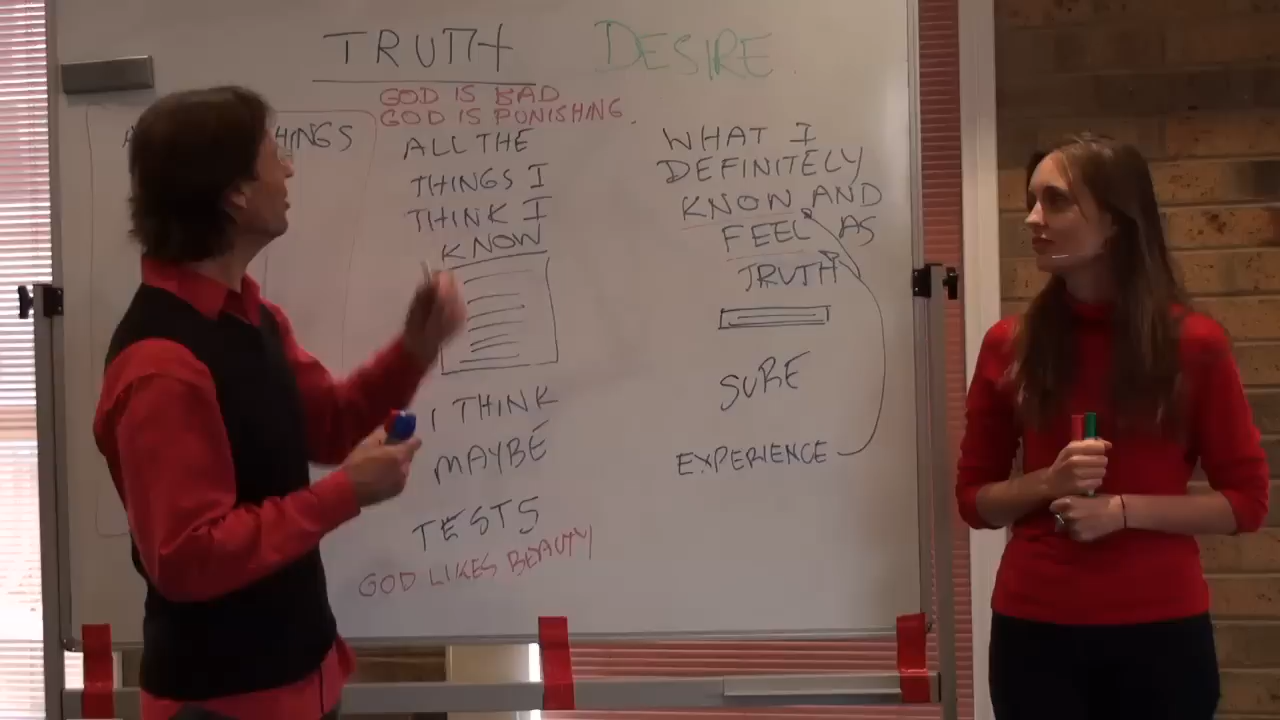 TRUTH DESIRE
GOD IS BAD
GOD IS PUNISHING.
HINGS
ALL THE
THINGS I
THINK I
KNOW
I THINK
MAYBE
TESTS
GOD LIKES BEAUTY
WHAT I
DEFINITELY
KNOW AND
FEEL AS
TRUTH
SURE
EXPERIENCE